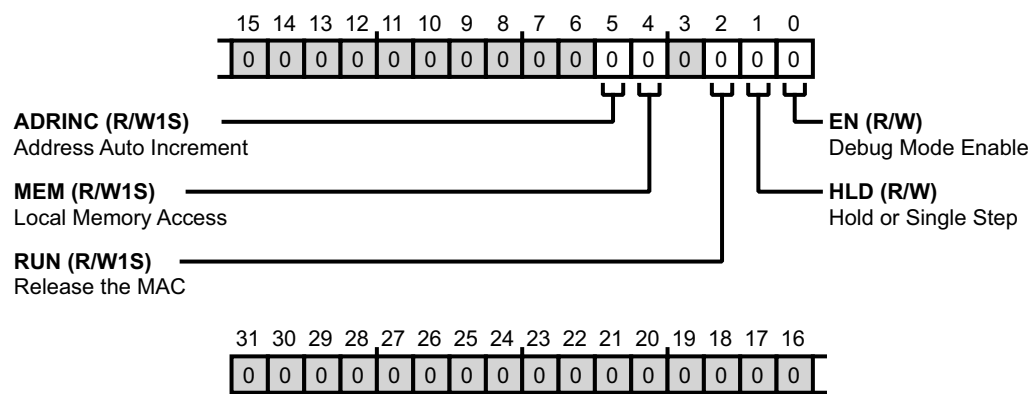 15 14 13 12 11 10 9 8 7 6 5 4 3 2 1 0
0 0 0 0 0 0 0 0 0 0 0 0 0 0 0 0
ADRINC (R/W1S)
Address Auto Increment
MEM (R/W1S)
Local Memory Access
RUN (R/W1S)
Release the MAC
EN (R/W)
Debug Mode Enable
HLD (R/W)
Hold or Single Step
31 30 29 28 27 26 25 24 23 22 21 20 19 18 17 16
0 0 0 0 0 0 0 0 0 0 0 0 0 0 0 0